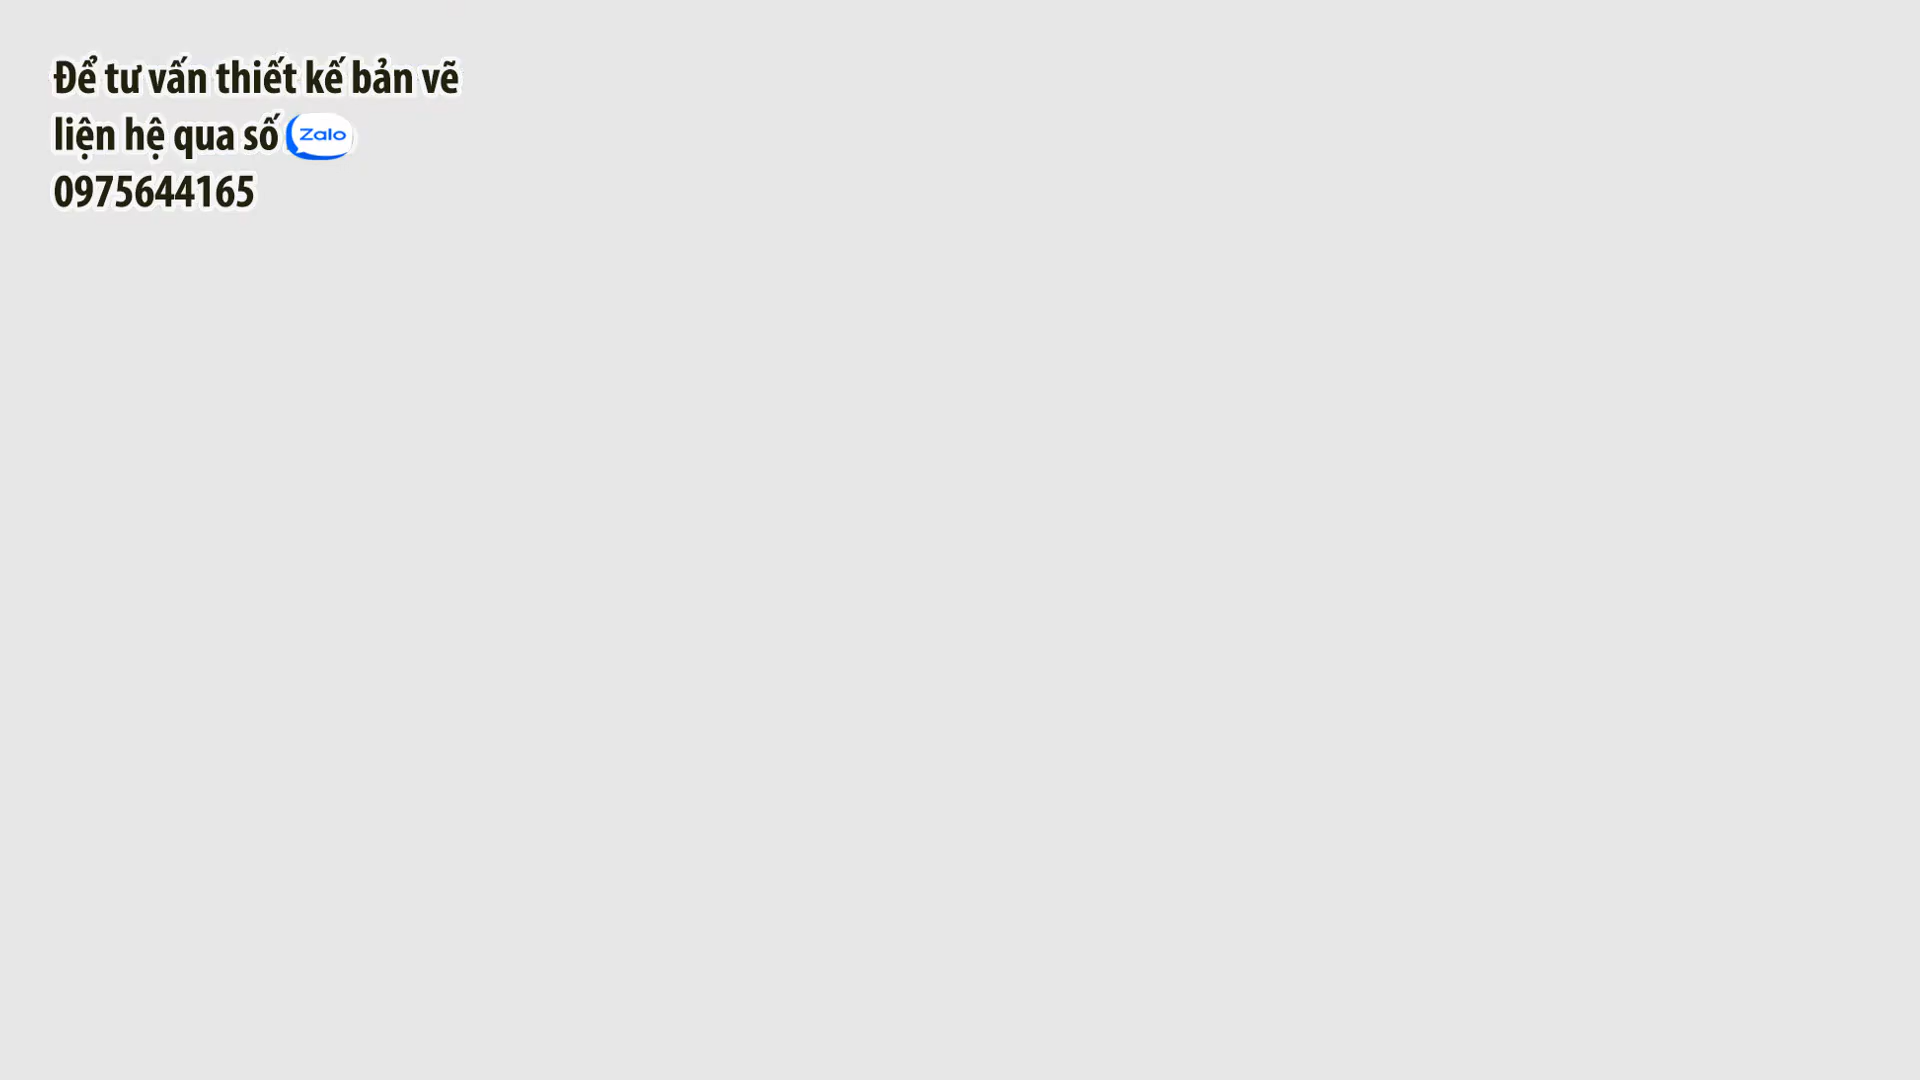 Để tư vấn thiết kế bản vẽ
liện hệ qua số Zalo
0975644165